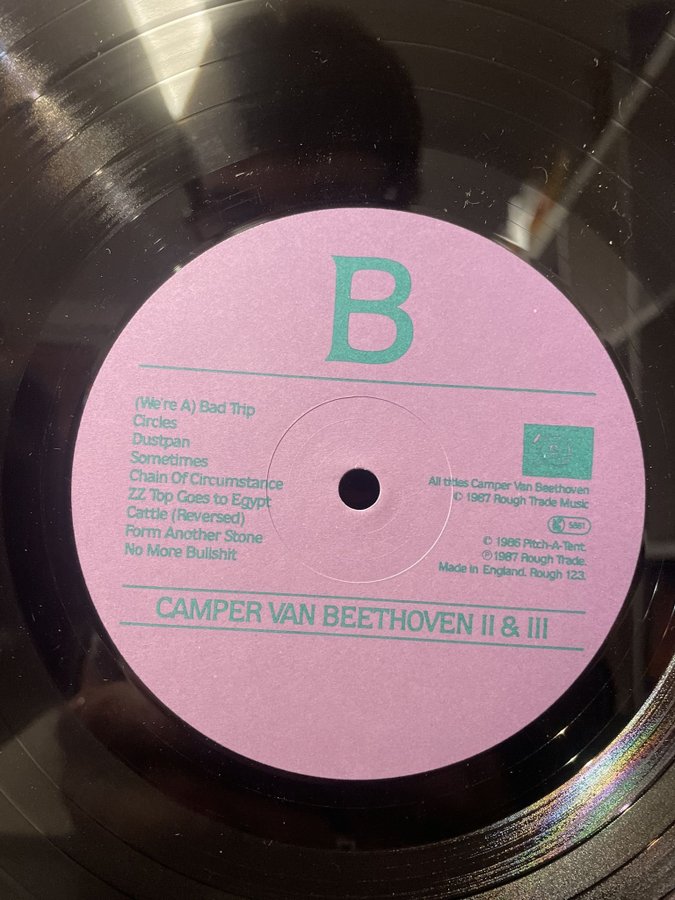 B
(We're A) Bad Trip
Circles
Dustpan
Sometimes
Chain Of Circumstance
ZZ Top Goes to Egypt
Cattle (Reversed)
Form Another Stone
No More Bullshit
All titles Camper Van Beethoven
© 1987 Rough Trade Music
5661
© 1986 Pitch-A-Tent.
℗ 1987 Rough Trade.
Made in England. Rough 123.
CAMPER VAN BEETHOVEN II & III